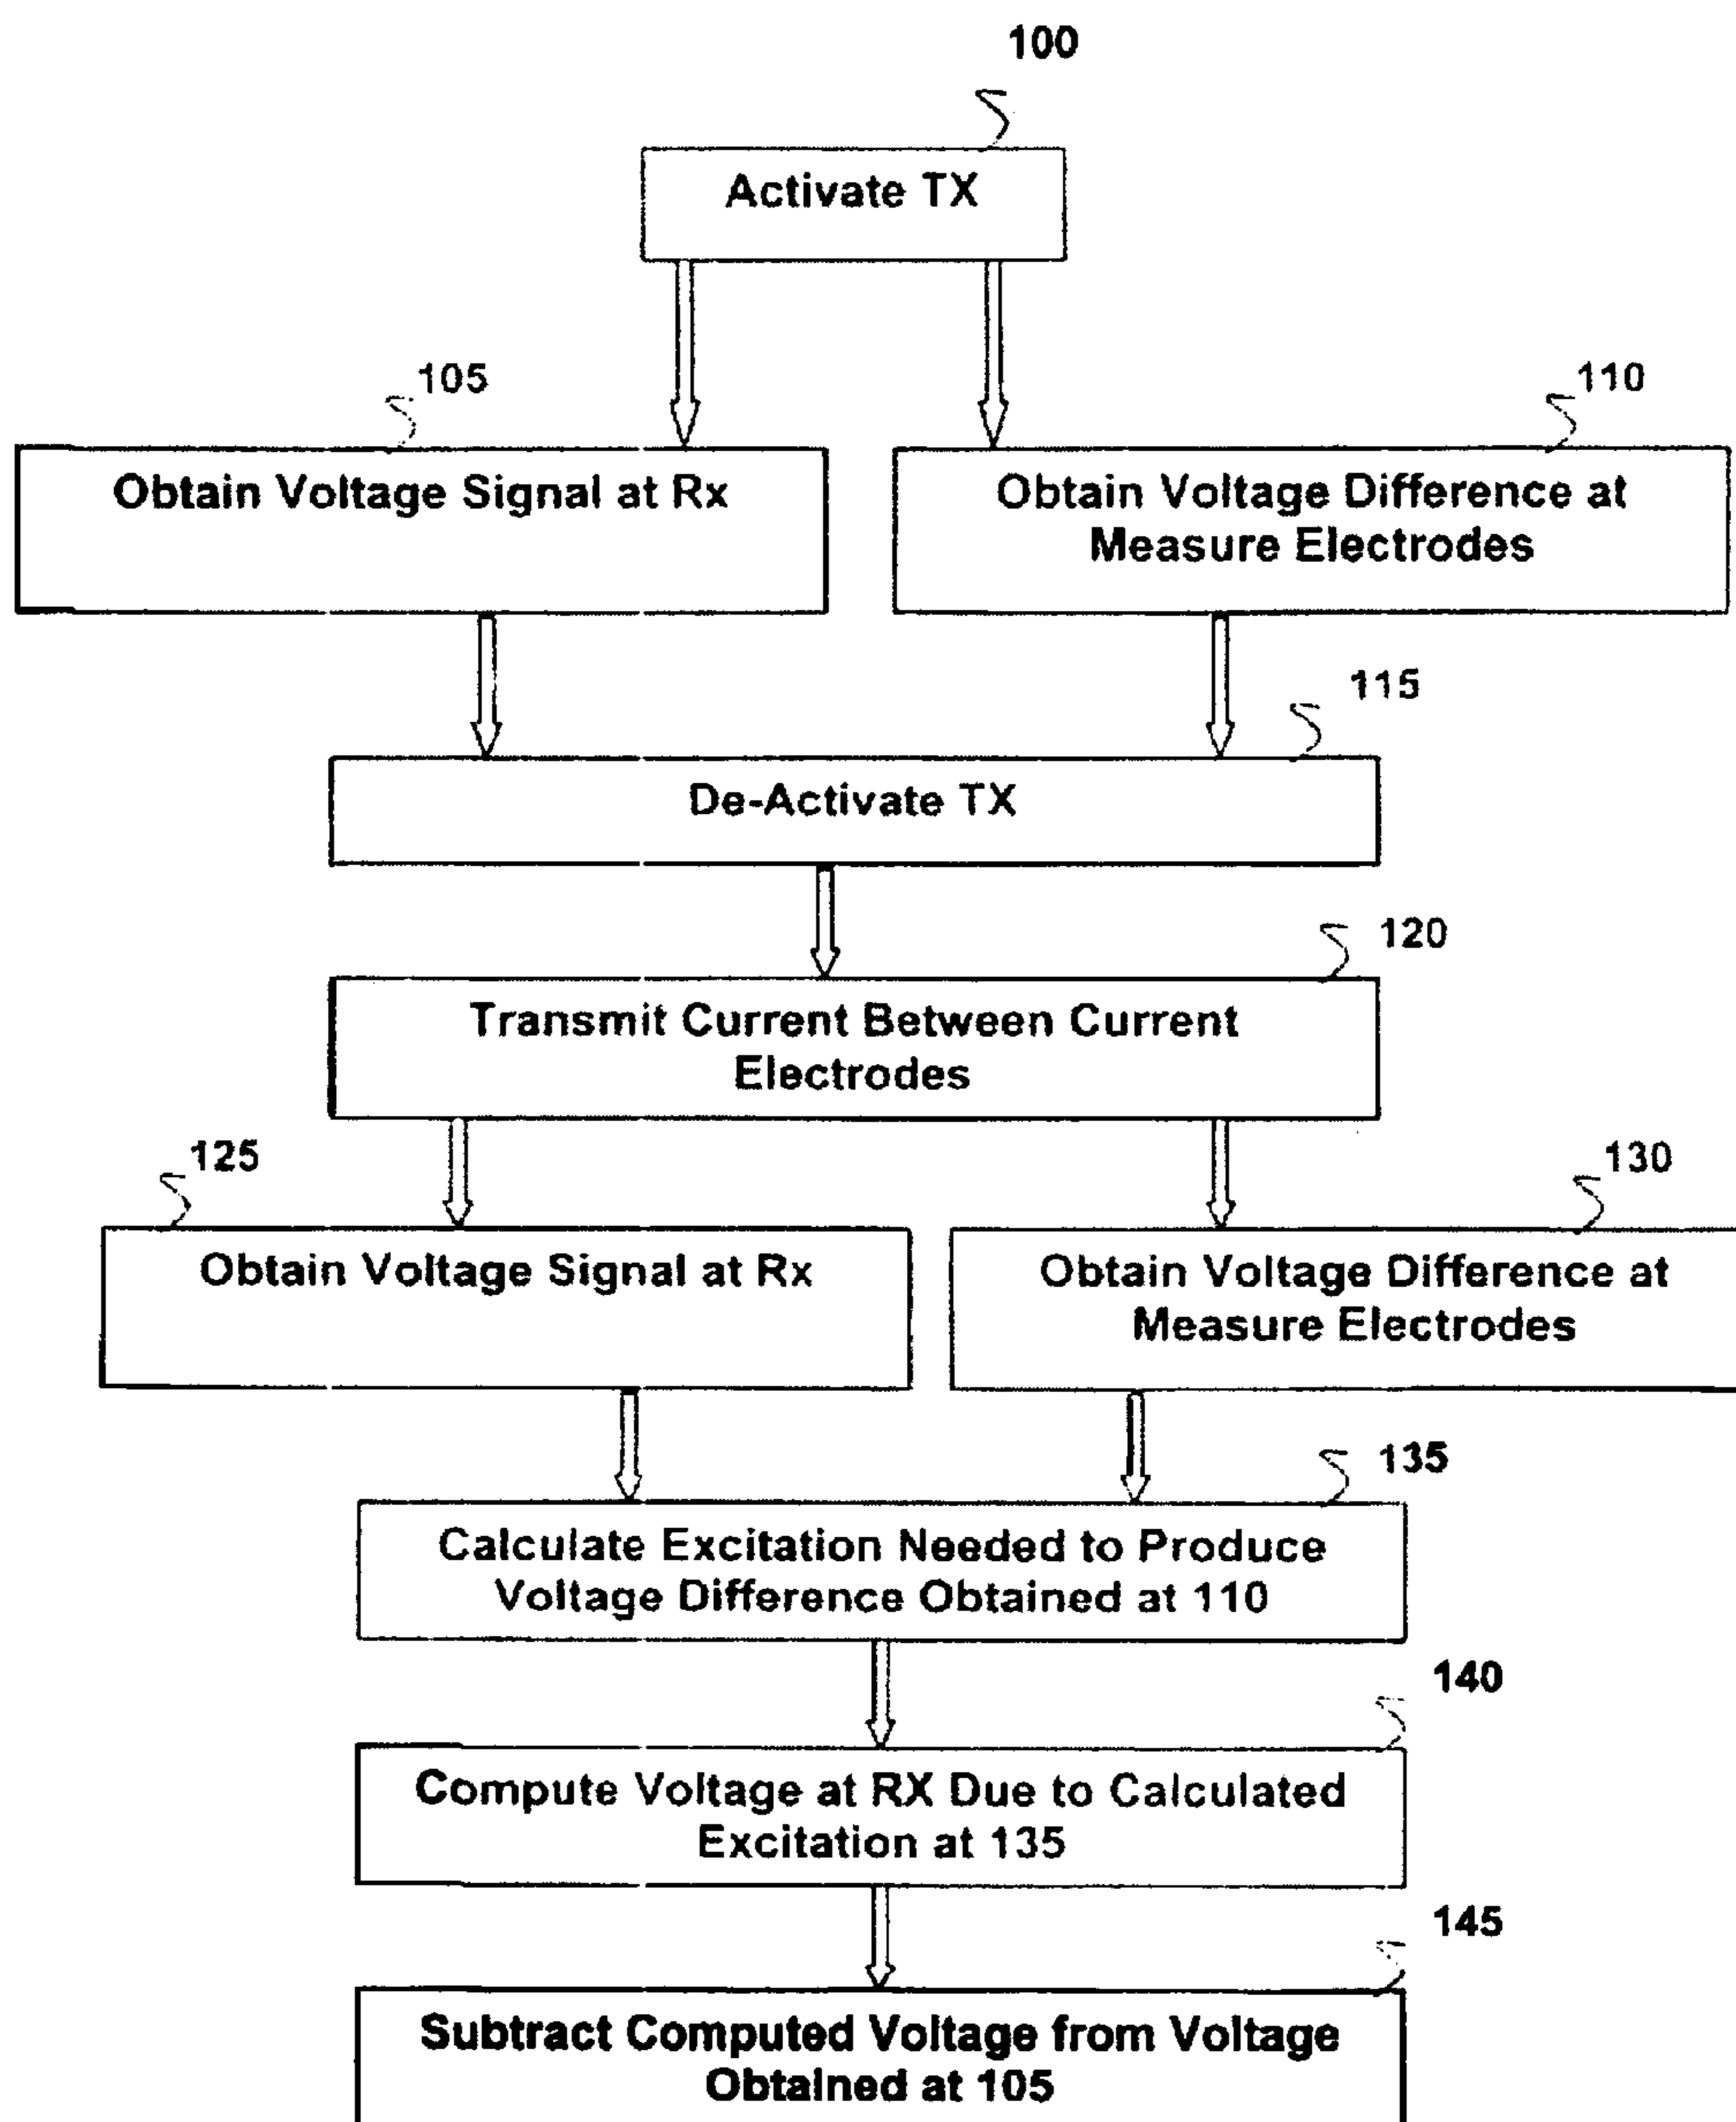 100
Activate TX
105
110
Obtain Voltage Signal at Rx
Obtain Voltage Difference at
Measure Electrodes
115
De-Activate TX
120
Transmit Current Between Current
Electrodes
125
130
Obtain Voltage Signal at Rx
Obtain Voltage Difference at
Measure Electrodes
135
Calculate Excitation Needed to Produce
Voltage Difference Obtained at 110
140
Compute Voltage at RX Due to Calculated
Excitation at 135
145
Subtract Computed Voltage from Voltage
Obtained at 105